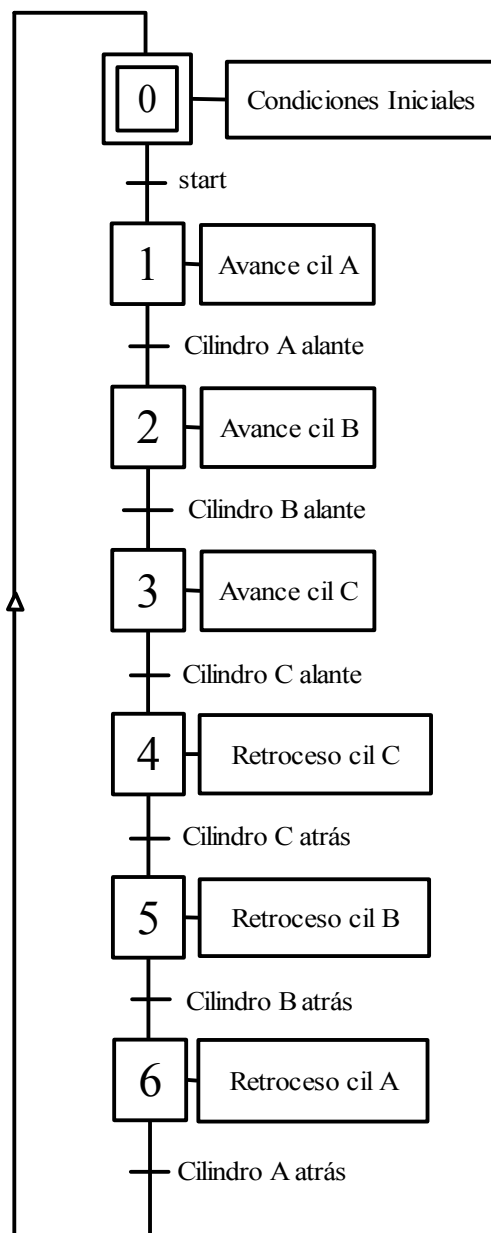 0
Condiciones Iniciales
start
1
Avance cil A
Cilindro A alante
2
Avance cil B
Cilindro B alante
3
Avance cil C
Cilindro C alante
4
Retroceso cil C
Cilindro C atrás
5
Retroceso cil B
Cilindro B atrás
6
Retroceso cil A
Cilindro A atrás